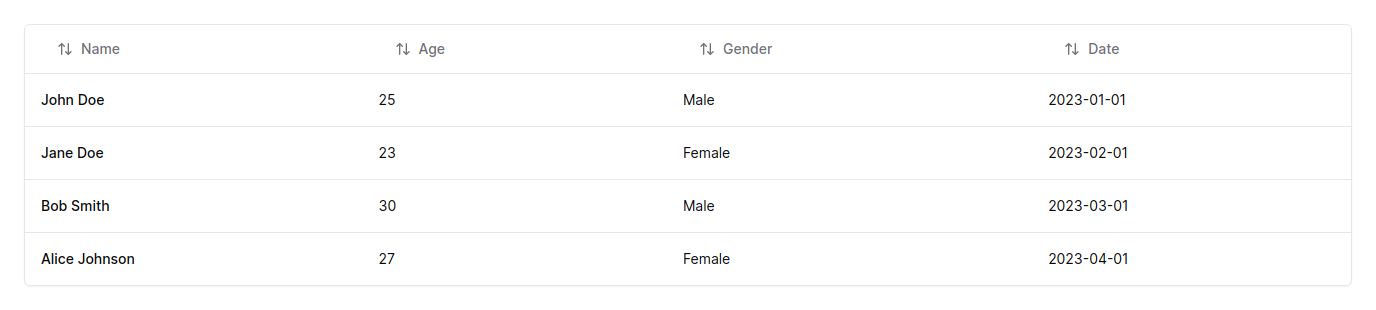 Name Age Gender Date
John Doe 25 Male 2023-01-01
Jane Doe 23 Female 2023-02-01
Bob Smith 30 Male 2023-03-01
Alice Johnson 27 Female 2023-04-01